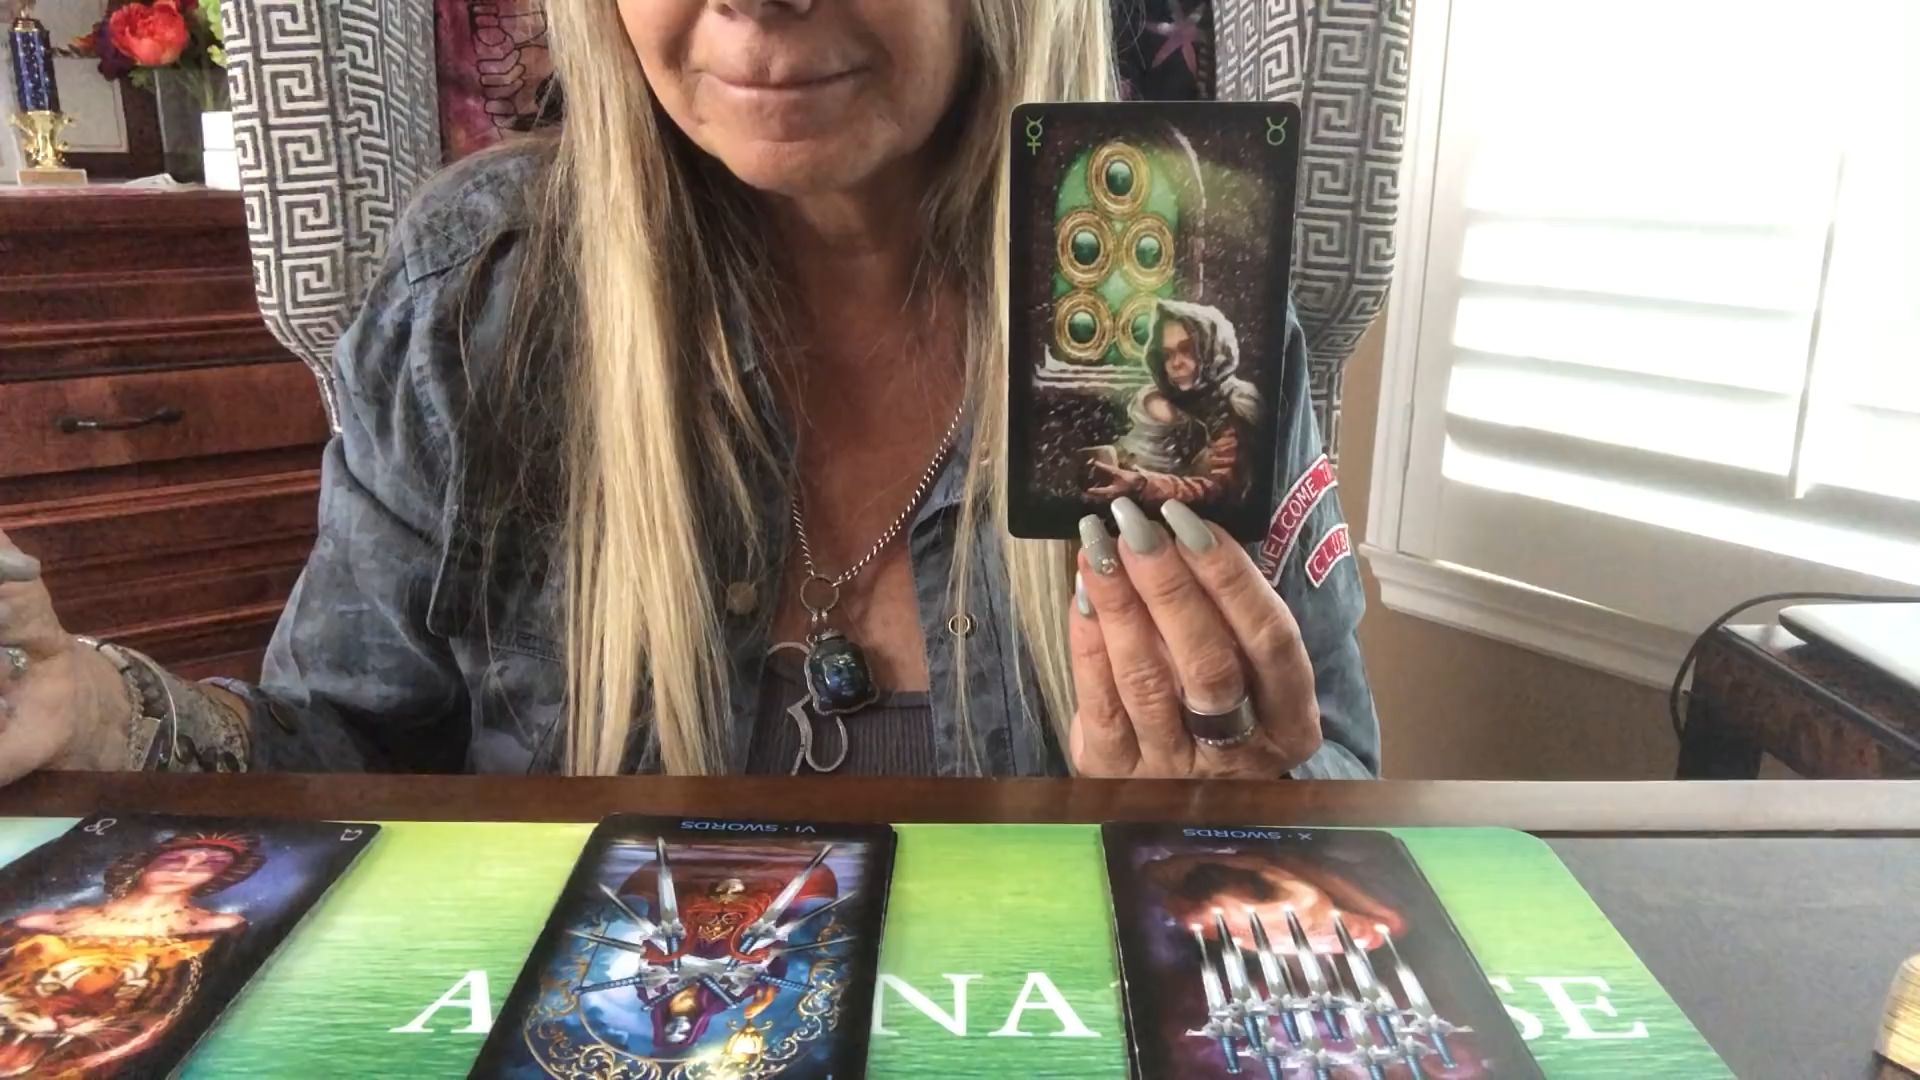 WELCOME T
CLUB
VI · SWORDS
X · SWORDS
A NA SE